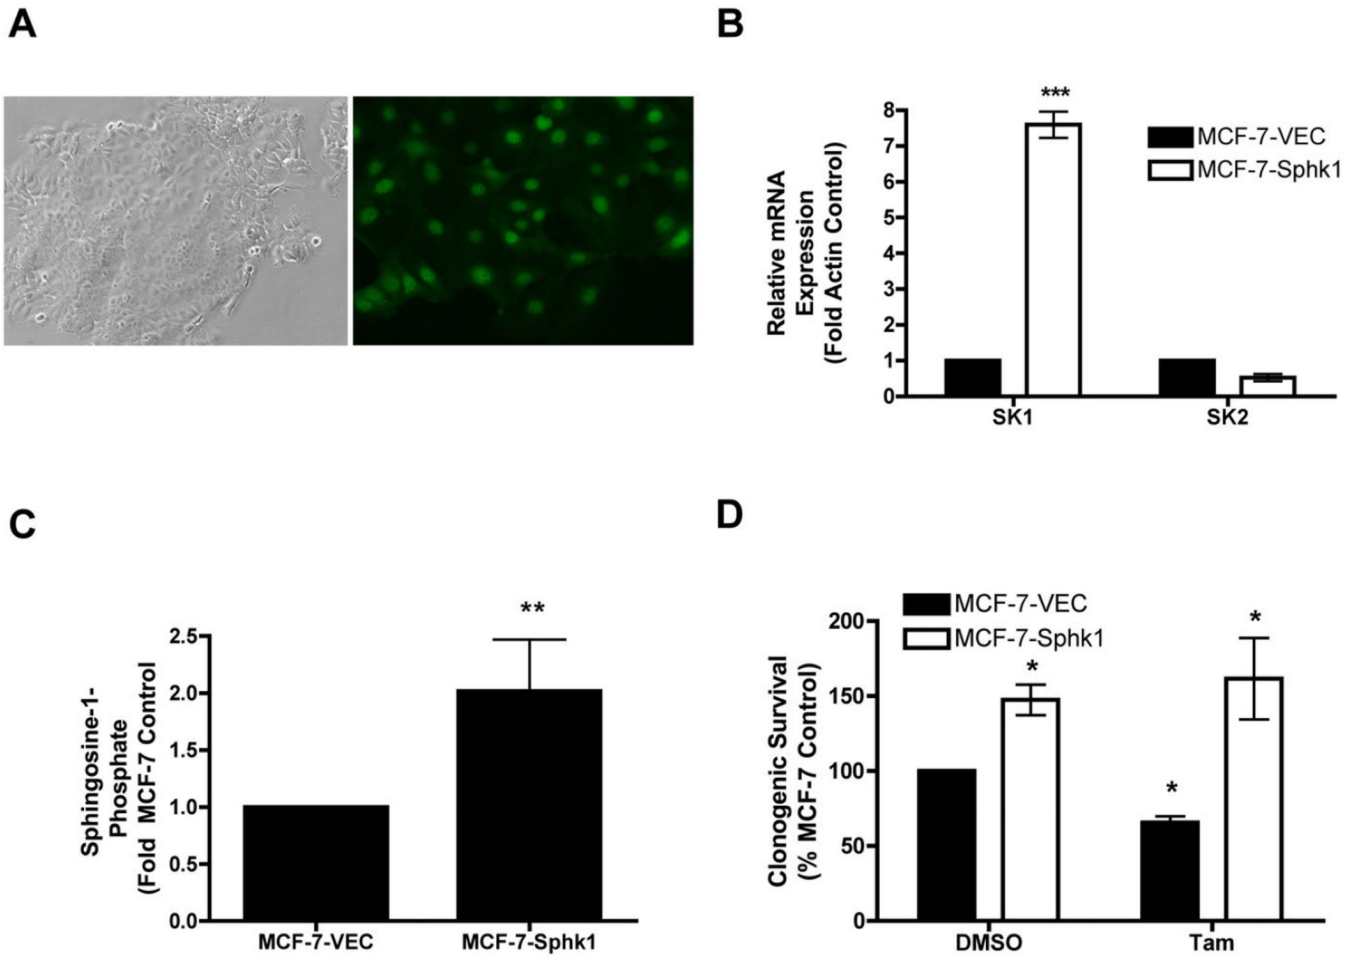 A
B
***
8
7
6
5
4
3
2
1
0
Relative mRNA
Expression
(Fold Actin Control)
MCF-7-VEC
MCF-7-Sphk1
SK1
SK2
C
**
2.5
2.0
1.5
1.0
0.5
0.0
Sphingosine-1-
Phosphate
(Fold MCF-7 Control
MCF-7-VEC
MCF-7-Sphk1
D
MCF-7-VEC
MCF-7-Sphk1
*
*
*
200
150
100
50
0
Clonogenic Survival
(% MCF-7 Control)
DMSO
Tam